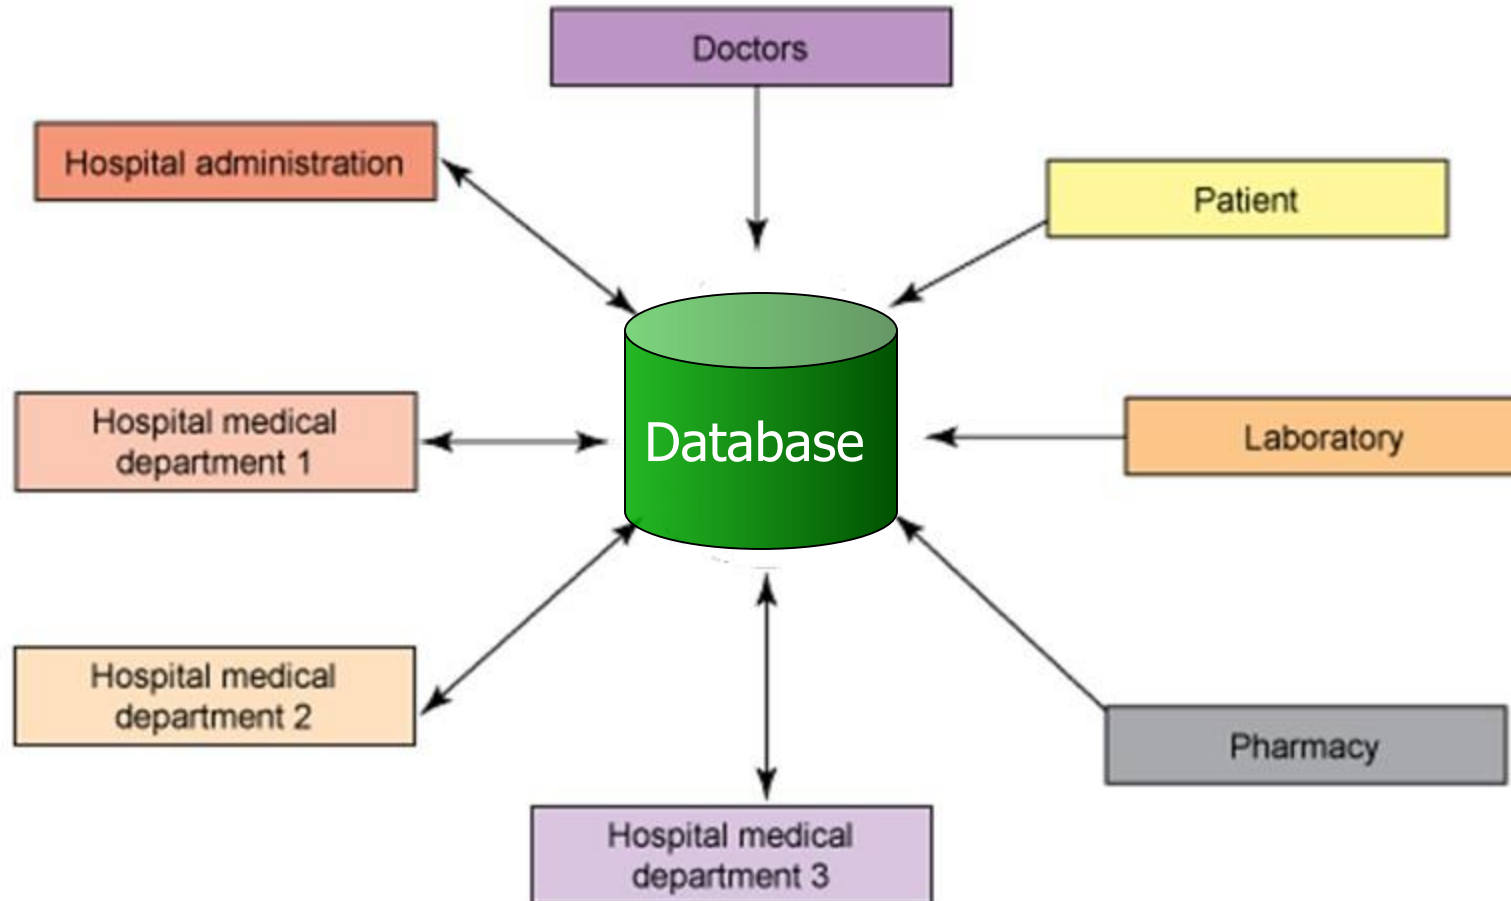 Doctors
Hospital administration
Patient
Hospital medical
department 1
Database
Laboratory
Hospital medical
department 2
Pharmacy
Hospital medical
department 3